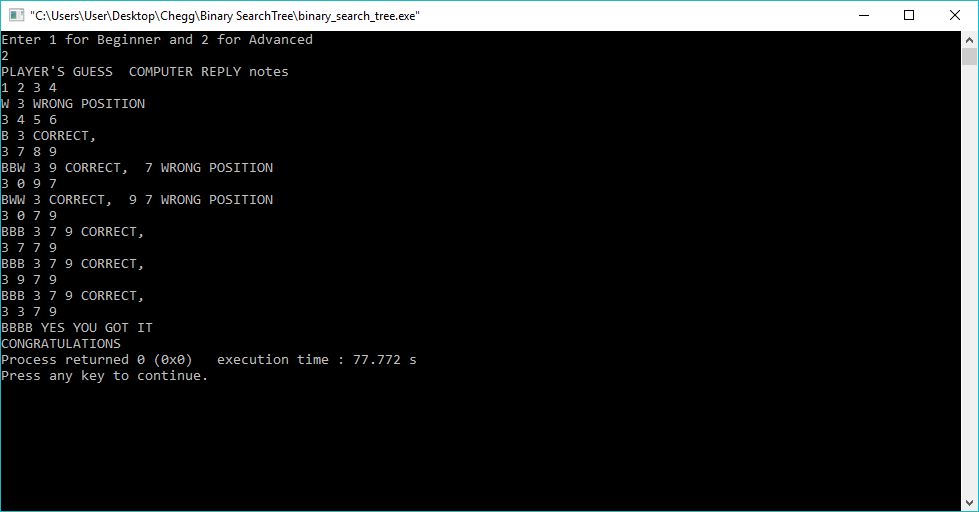 "C:\Users\User\Desktop\Chegg\Binary SearchTree\binary_search_tree.exe"
Enter 1 for Beginner and 2 for Advanced
2
PLAYER'S GUESS  COMPUTER REPLY notes
1 2 3 4
W 3 WRONG POSITION
3 4 5 6
B 3 CORRECT,
3 7 8 9
BBW 3 9 CORRECT,  7 WRONG POSITION
3 0 9 7
BWW 3 CORRECT,  9 7 WRONG POSITION
3 0 7 9
BBB 3 7 9 CORRECT,
3 7 7 9
BBB 3 7 9 CORRECT,
3 9 7 9
BBB 3 7 9 CORRECT,
3 3 7 9
BBBB YES YOU GOT IT
CONGRATULATIONS
Process returned 0 (0x0)   execution time : 77.772 s
Press any key to continue.